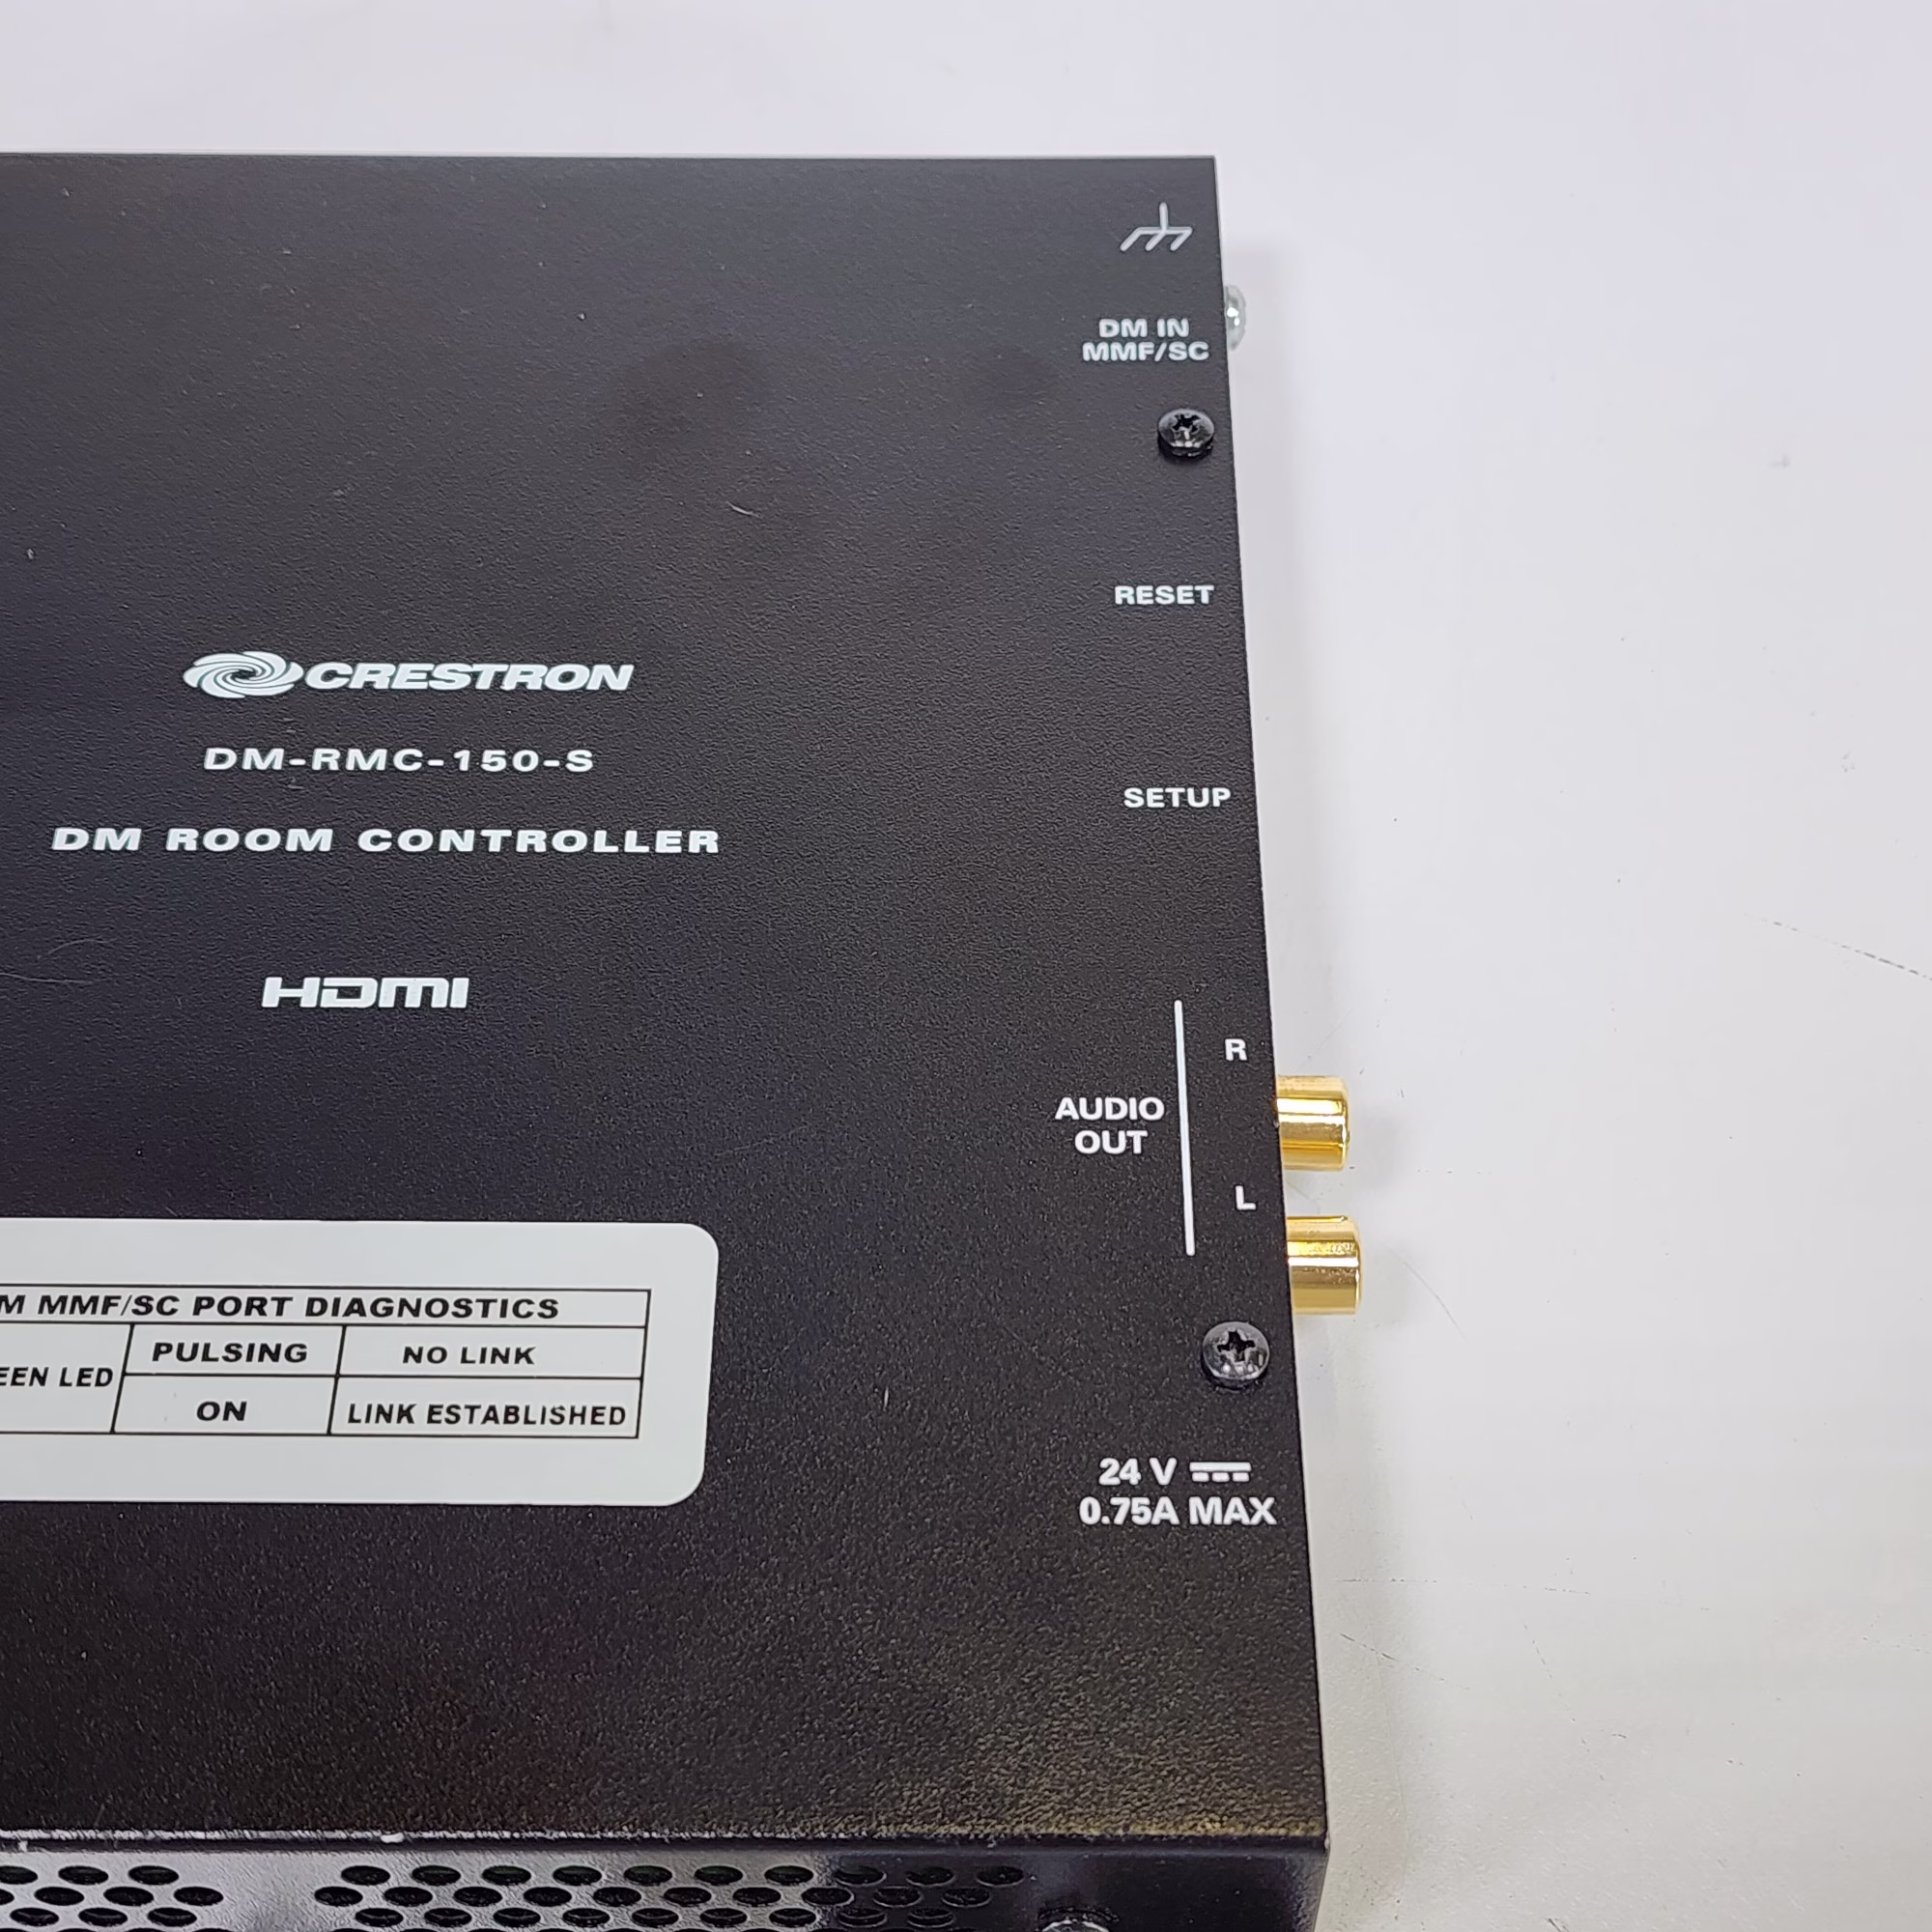 DM IN
MMF/SC
RESET
CRESTRON
DM-RMC-150-S
SETUP
DM ROOM CONTROLLER
HDMI
R
AUDIO
OUT
L
M MMF/SC PORT DIAGNOSTICS
EEN LED
PULSING
NO LINK
ON
LINK ESTABLISHED
24 V
0.75A MAX